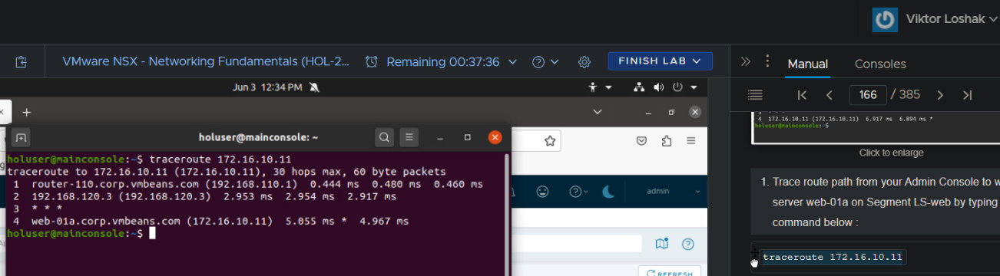 Viktor Loshak
VMware NSX - Networking Fundamentals (HOL-2...
Remaining 00:37:36
FINISH LAB
Manual
Consoles
Jun 3 12:34 PM
166 / 385
holuser@mainconsole: ~
4 172.16.10.11 (172.16.10.11) 6.917 ms 6.894 ms *
holuser@mainconsole:~$
Click to enlarge
holuser@mainconsole:~$ traceroute 172.16.10.11
traceroute to 172.16.10.11 (172.16.10.11), 30 hops max, 60 byte packets
1 router-110.corp.vmbeans.com (192.168.110.1) 0.444 ms 0.480 ms 0.460 ms
2 192.168.120.3 (192.168.120.3) 2.953 ms 2.954 ms 2.917 ms
3 * * *
4 web-01a.corp.vmbeans.com (172.16.10.11) 5.055 ms * 4.967 ms
holuser@mainconsole:~$
admin
REFRESH
1. Trace route path from your Admin Console to w
server web-01a on Segment LS-web by typing
command below :
traceroute 172.16.10.11